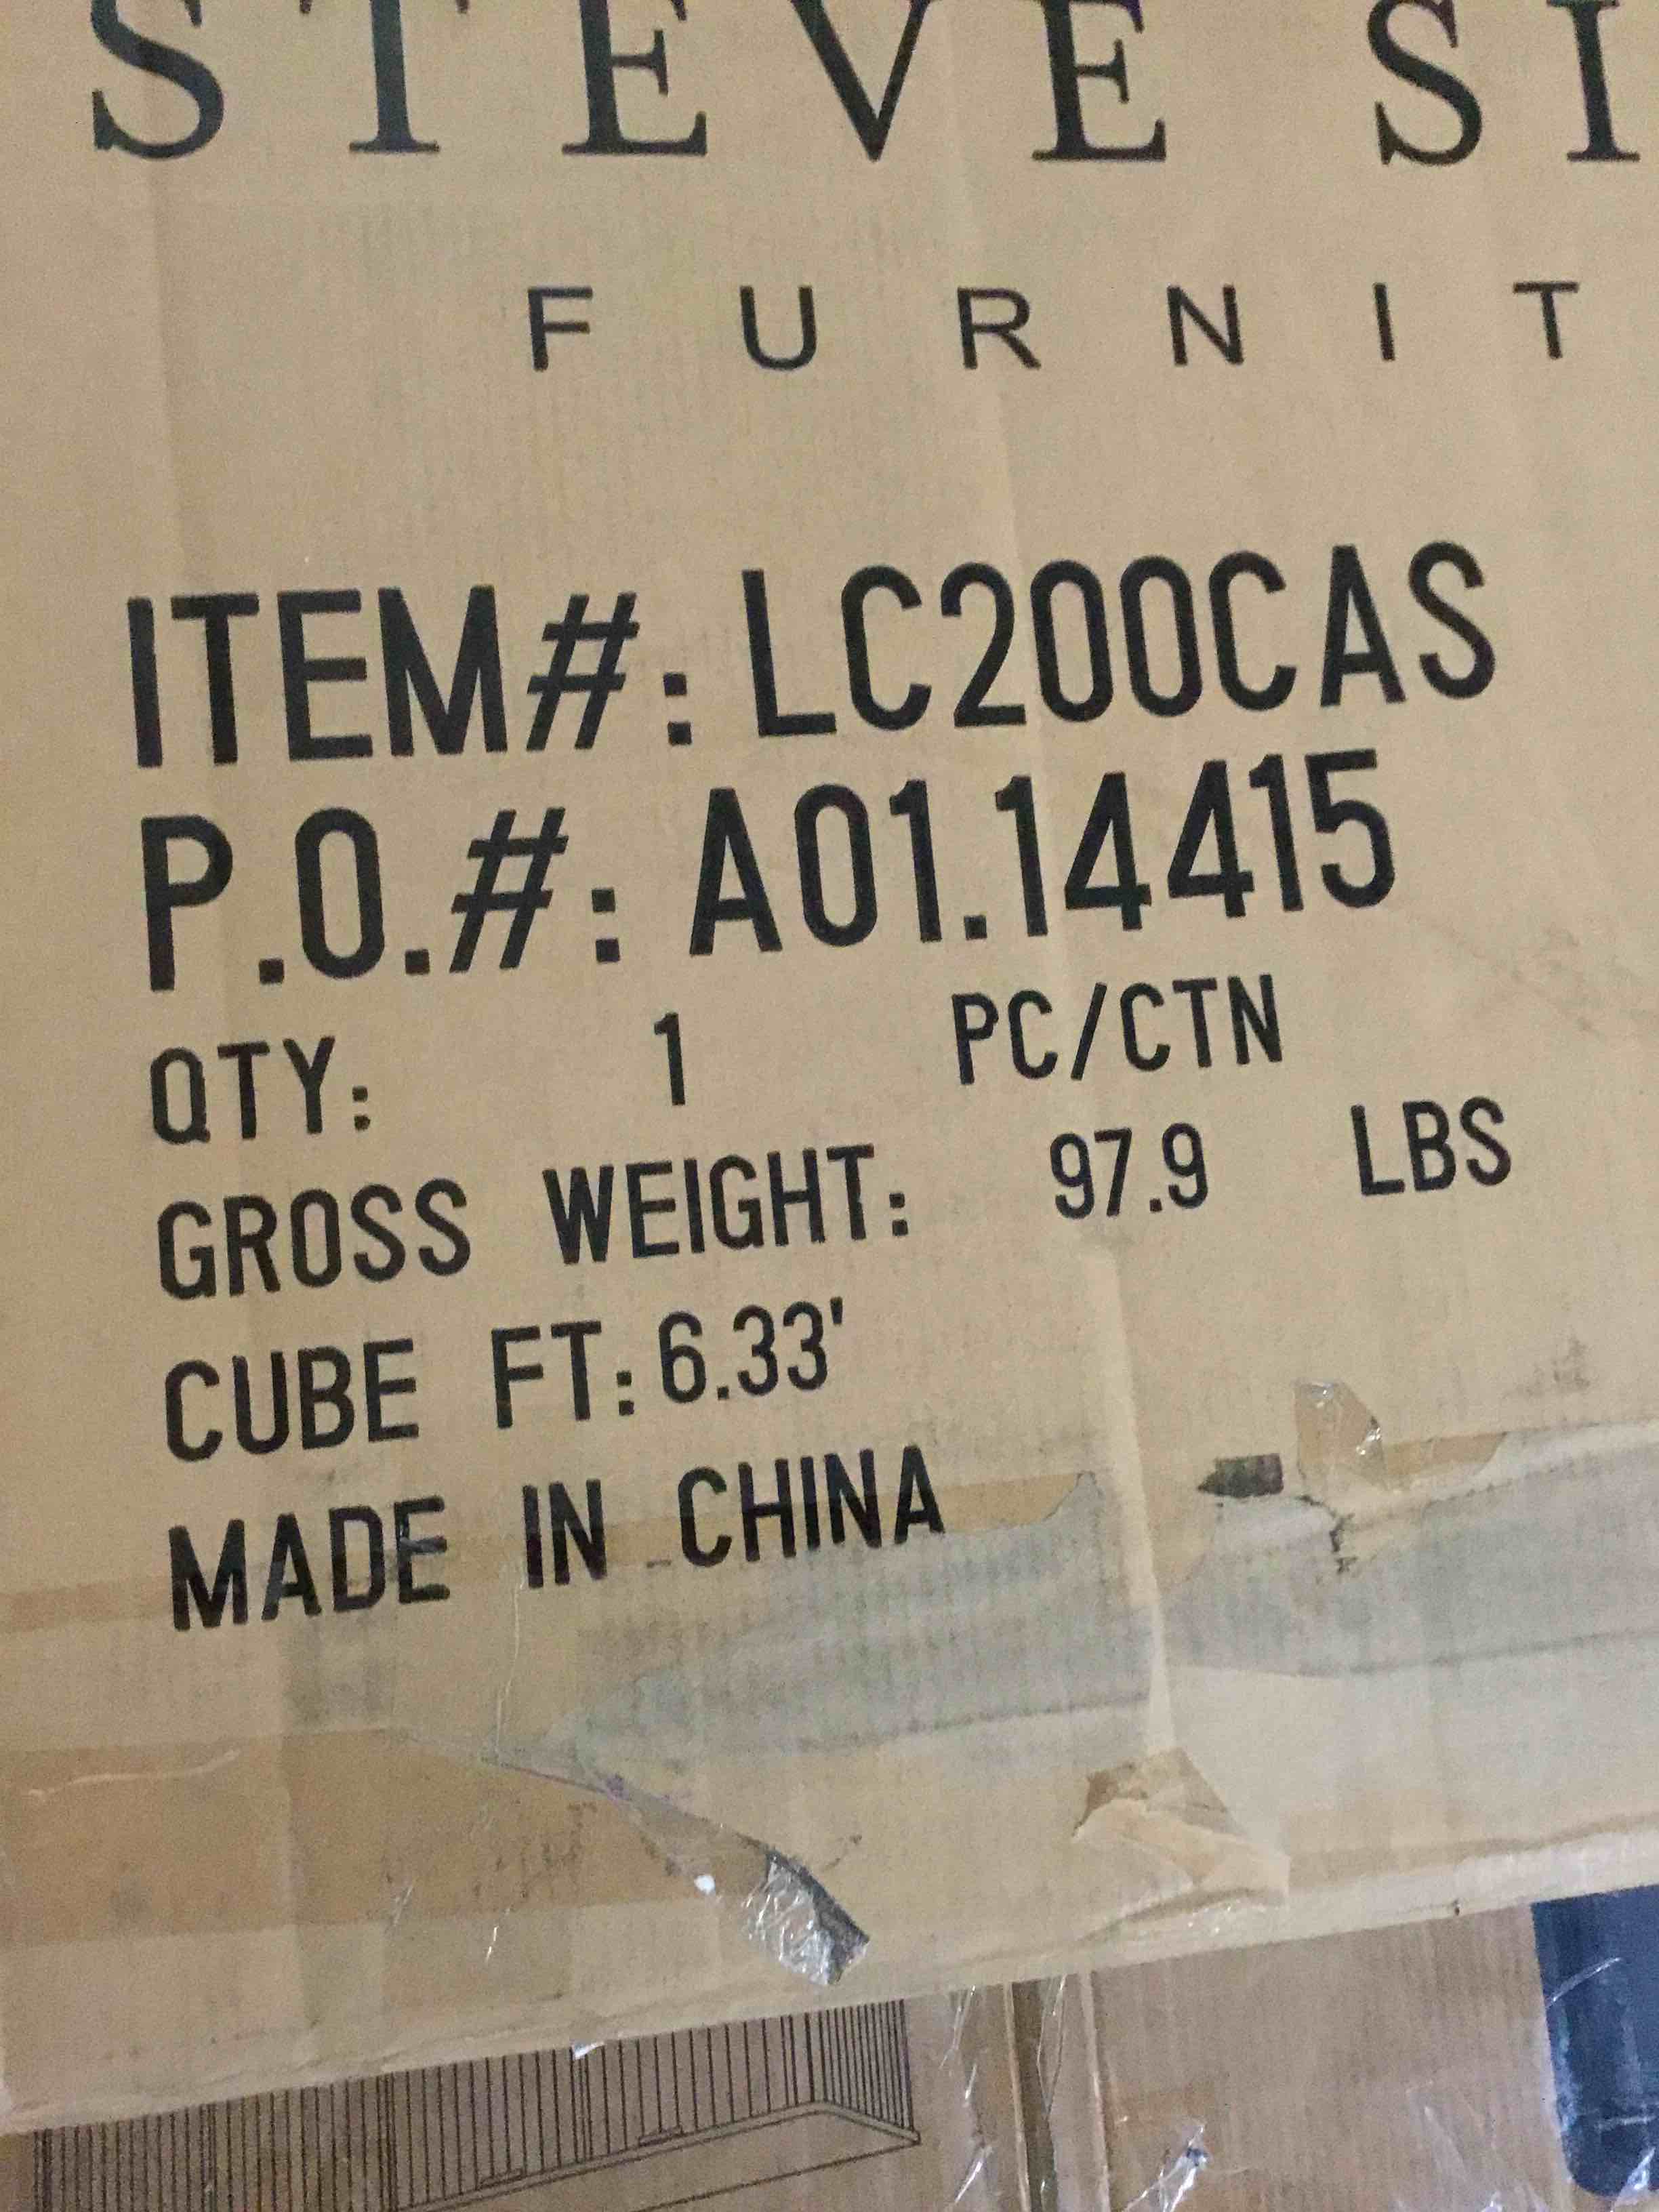 STEVE SI
FURNIT
ITEM#: LC200CAS
P.O.#: A01.14415
QTY: 1 PC/CTN
GROSS WEIGHT: 97.9 LBS
CUBE FT: 6.33'
MADE IN CHINA